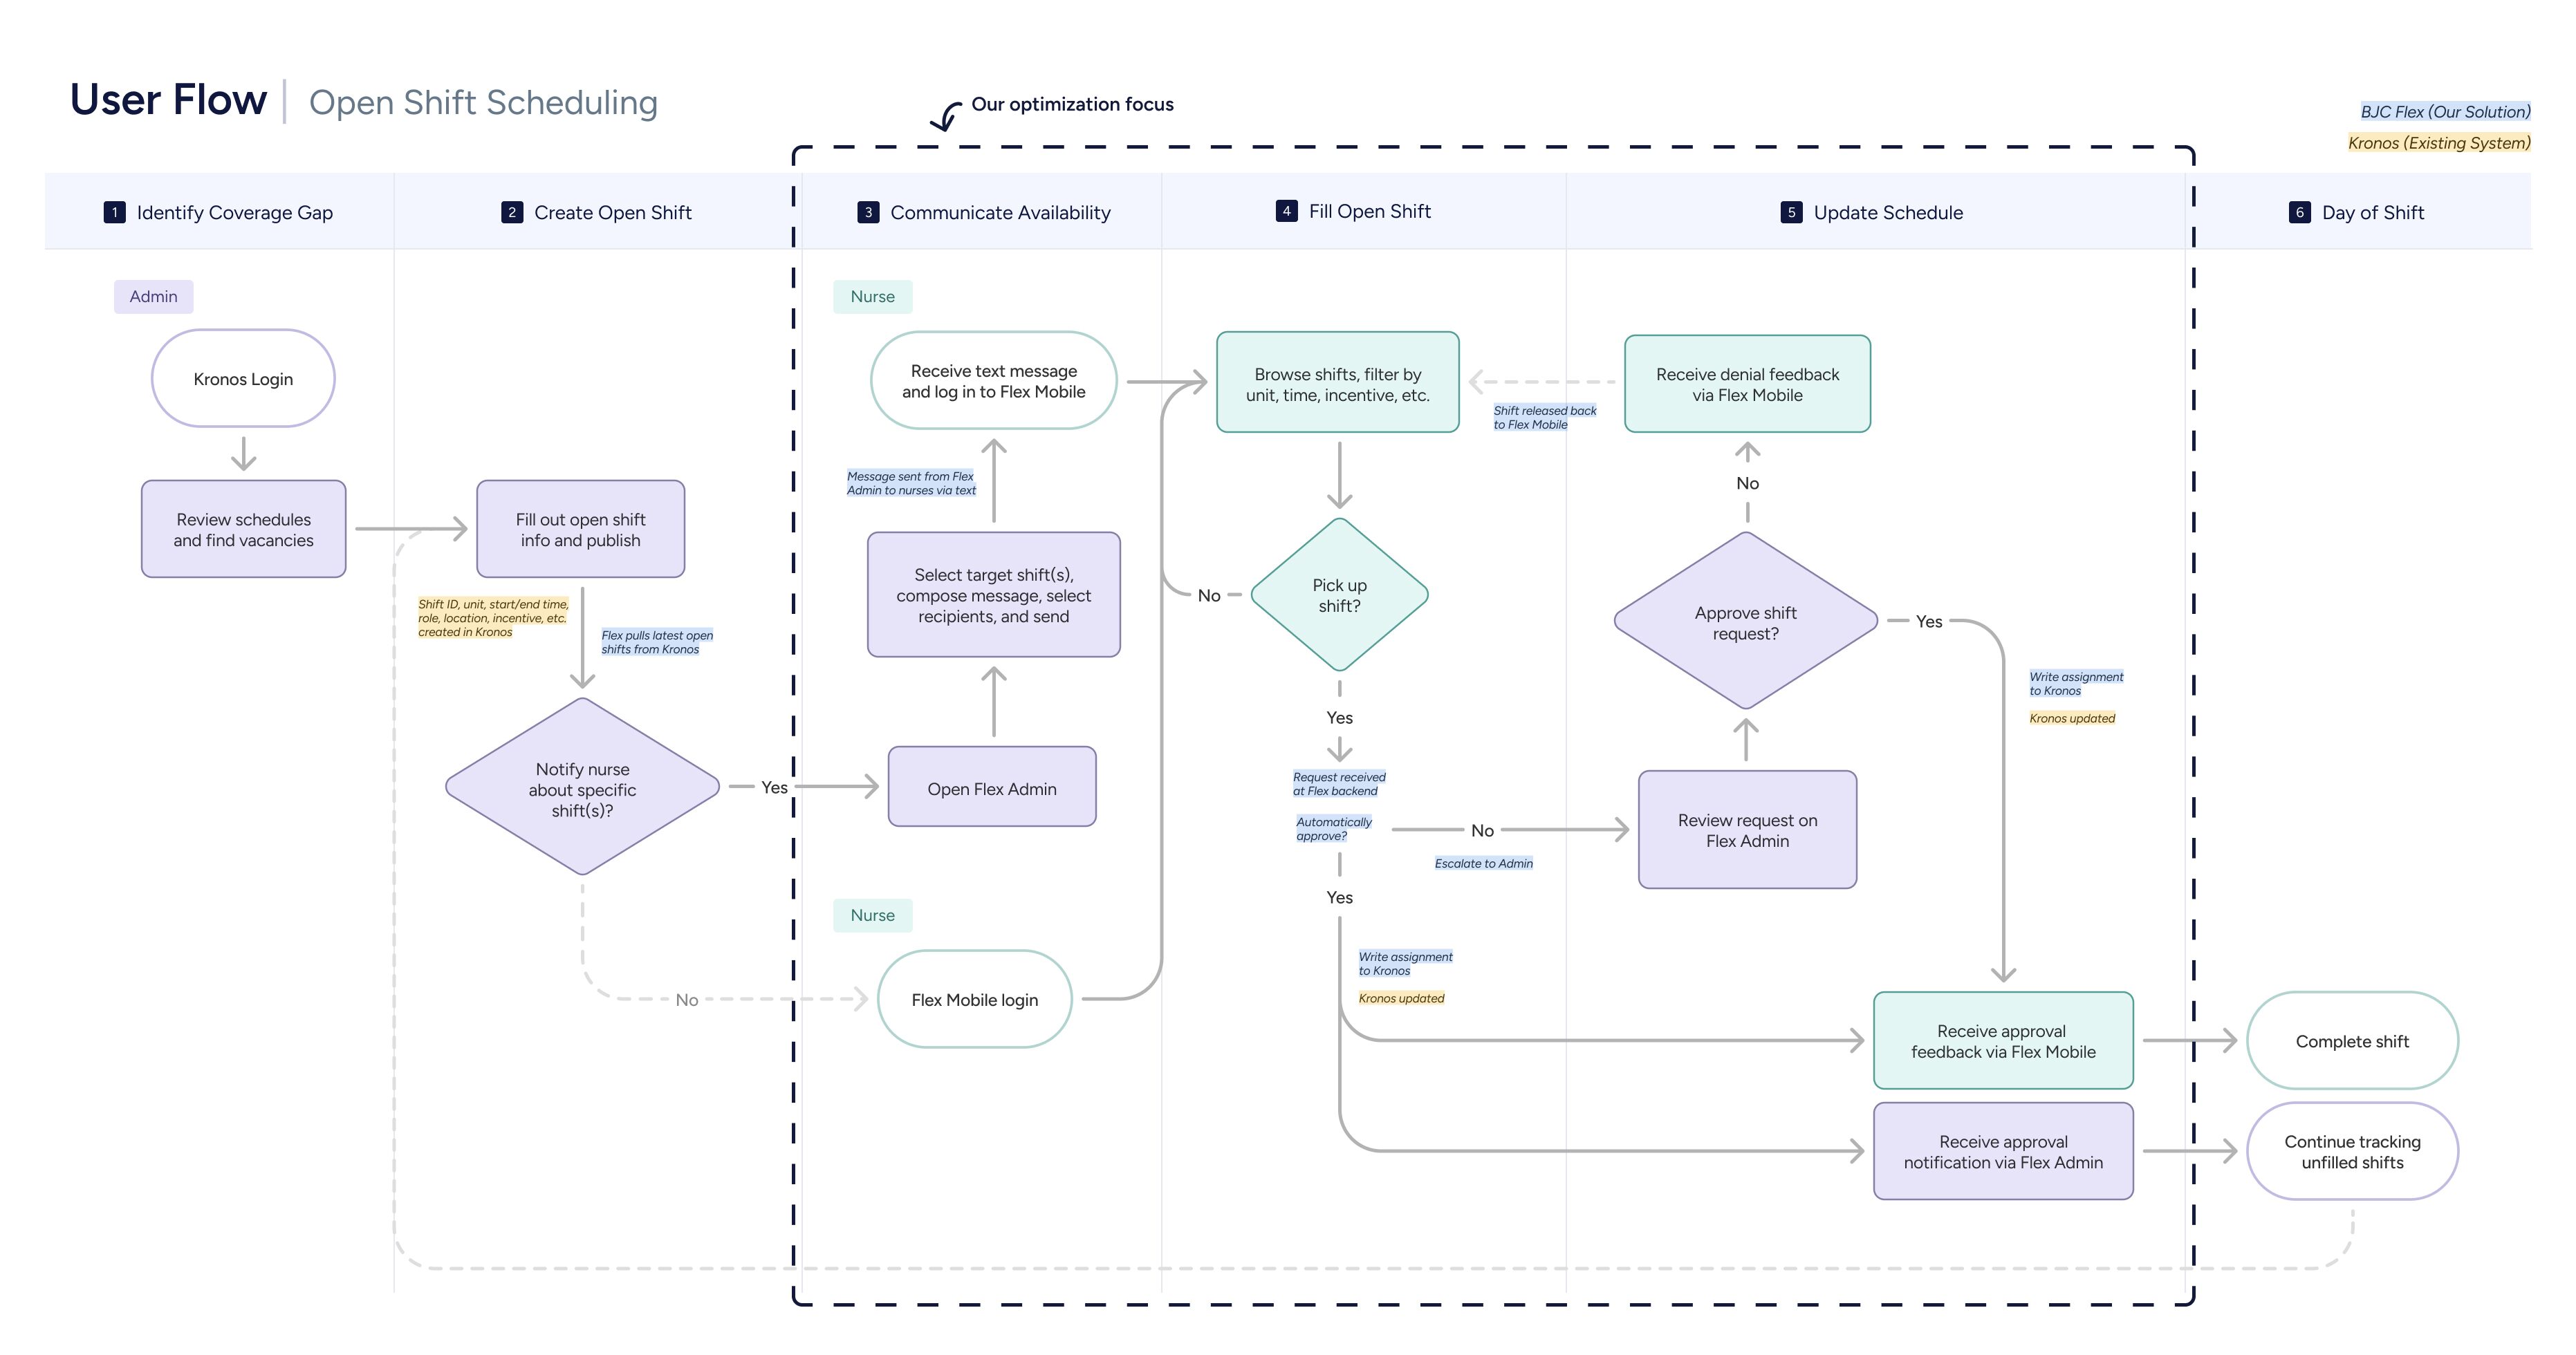 User Flow
Open Shift Scheduling
Our optimization focus
BJC Flex (Our Solution)
Kronos (Existing System)
1 Identify Coverage Gap
2 Create Open Shift
3 Communicate Availability
4 Fill Open Shift
5 Update Schedule
6 Day of Shift
Admin
Kronos Login
Review schedules
and find vacancies
Fill out open shift
info and publish
Shift ID, unit, start/end time,
role, location, incentive, etc.
created in Kronos
Flex pulls latest open
shifts from Kronos
Notify nurse
about specific
shift(s)?
Yes
No
Nurse
Receive text message
and log in to Flex Mobile
Message sent from Flex
Admin to nurses via text
Select target shift(s),
compose message, select
recipients, and send
Open Flex Admin
Nurse
Flex Mobile login
Browse shifts, filter by
unit, time, incentive, etc.
Pick up
shift?
No
Yes
Request received
at Flex backend
Automatically
approve?
No
Escalate to Admin
Yes
Write assignment
to Kronos
Kronos updated
Shift released back
to Flex Mobile
Receive denial feedback
via Flex Mobile
No
Approve shift
request?
Yes
Write assignment
to Kronos
Kronos updated
Review request on
Flex Admin
Receive approval
feedback via Flex Mobile
Receive approval
notification via Flex Admin
Complete shift
Continue tracking
unfilled shifts